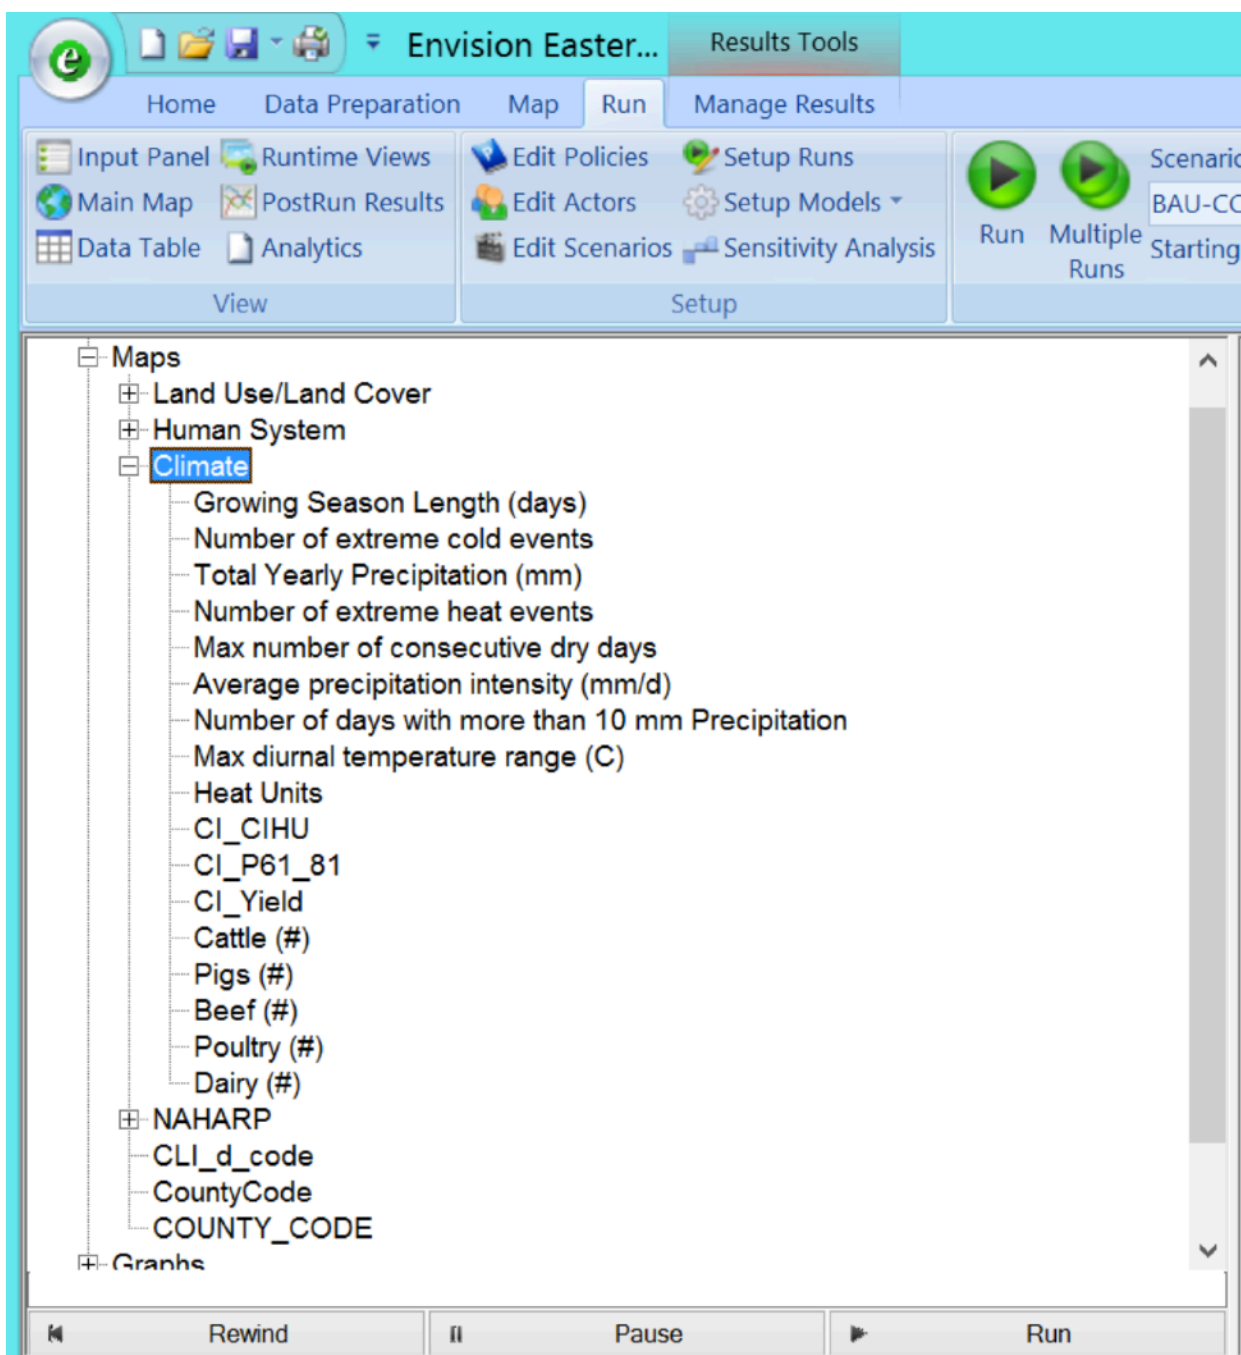 Envision Easter... Results Tools
Home Data Preparation Map Run Manage Results
Input Panel Runtime Views Edit Policies Setup Runs Scenario
Main Map PostRun Results Edit Actors Setup Models BAU-CC
Data Table Analytics Edit Scenarios Sensitivity Analysis Run Multiple Runs Starting
View Setup
Maps
Land Use/Land Cover
Human System
Climate
Growing Season Length (days)
Number of extreme cold events
Total Yearly Precipitation (mm)
Number of extreme heat events
Max number of consecutive dry days
Average precipitation intensity (mm/d)
Number of days with more than 10 mm Precipitation
Max diurnal temperature range (C)
Heat Units
CI_CIHU
CI_P61_81
CI_Yield
Cattle (#)
Pigs (#)
Beef (#)
Poultry (#)
Dairy (#)
NAHARP
CLI_d_code
CountyCode
COUNTY_CODE
Graphs
Rewind Pause Run